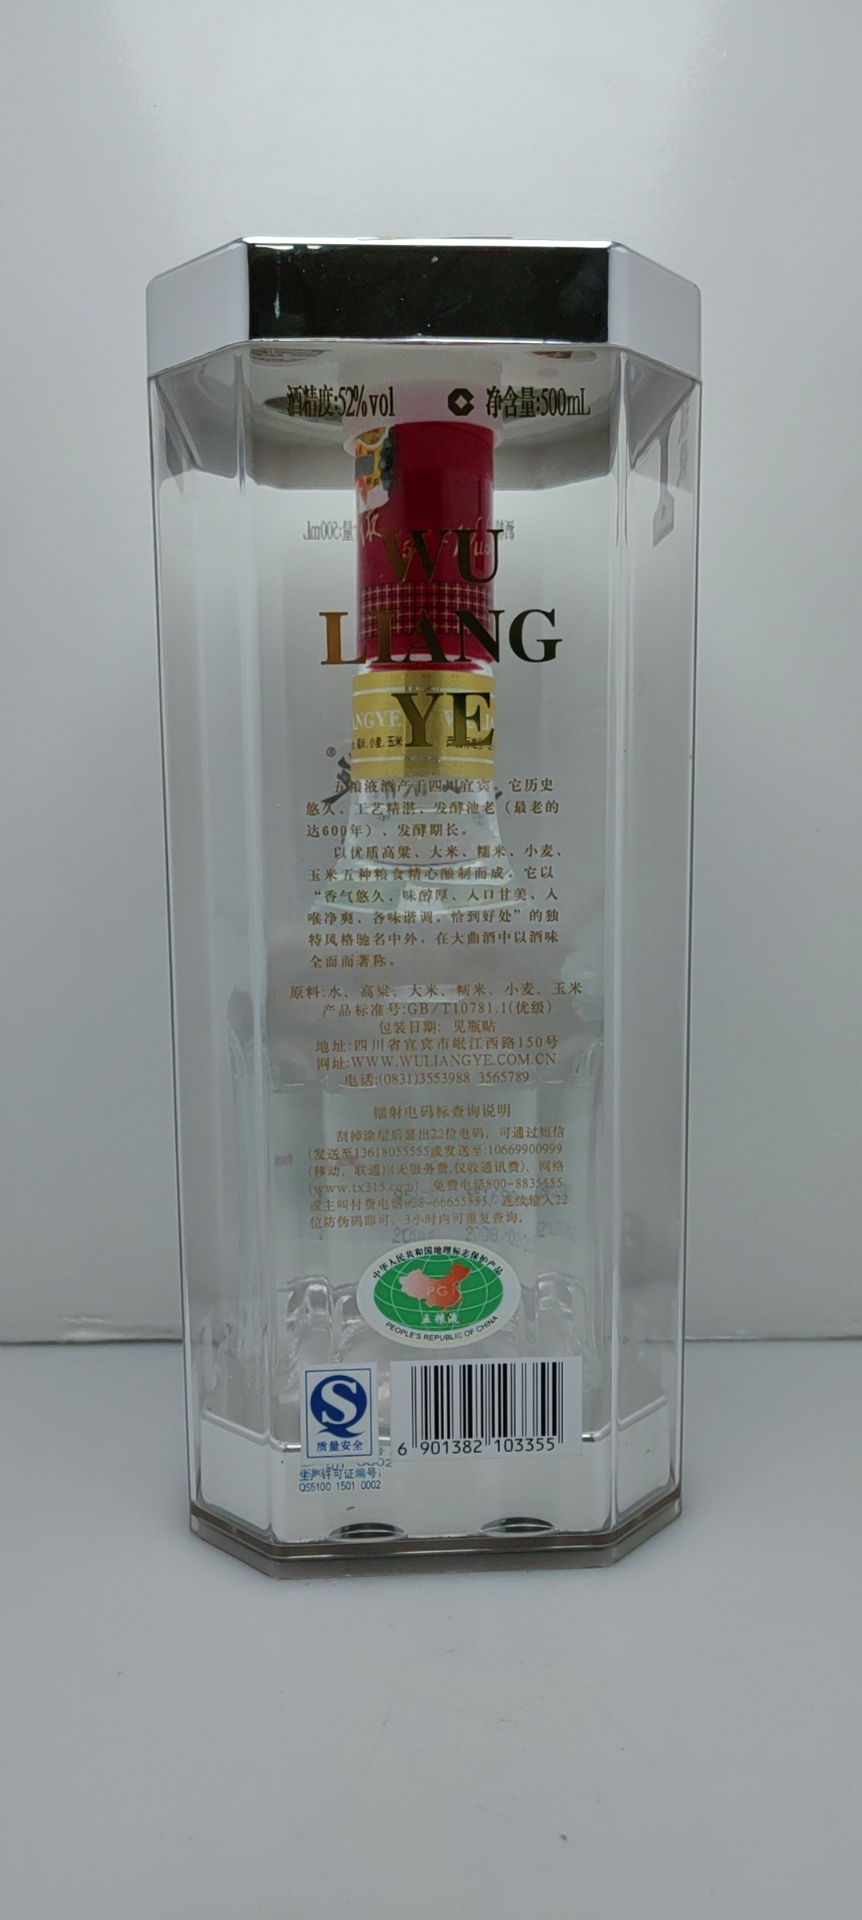 酒精度:52%vol 净含量:500mL
WU
LIANG
YE
五粮液酒产于四川宜宾，它历史
悠久、工艺精湛、发酵池老（最老的
达600年）、发酵期长。
以优质高粱、大米、糯米、小麦、
玉米五种粮食精心酿制而成。它以
“香气悠久、味醇厚、入口甘美、入
喉净爽、各味谐调、恰到好处”的独
特风格驰名中外，在大曲酒中以酒味
全面而著称。
原料:水、高粱、大米、糯米、小麦、玉米
产品标准号:GB/T10781.1(优级)
包装日期: 见瓶贴
地址:四川省宜宾市岷江西路150号
网址:WWW.WULIANGYE.COM.CN
电话:(0831)3553988 3565789
镭射电码标查询说明
刮掉涂层后显出22位电码，可通过短信
(发送至13618055555或发送至:10669900999
(移动、联通)(无服务费,仅收通讯费)、网络
(www.tx315.com)、免费电话800-8835555
或主叫付费电话028-66655555，连续输入22
位防伪码即可，3小时内可重复查询。
中华人民共和国地理标志保护产品
PGI
五粮液
PEOPLE'S REPUBLIC OF CHINA
质量安全
6 901382 103355
生产许可证编号:
QS5100 1501 0002